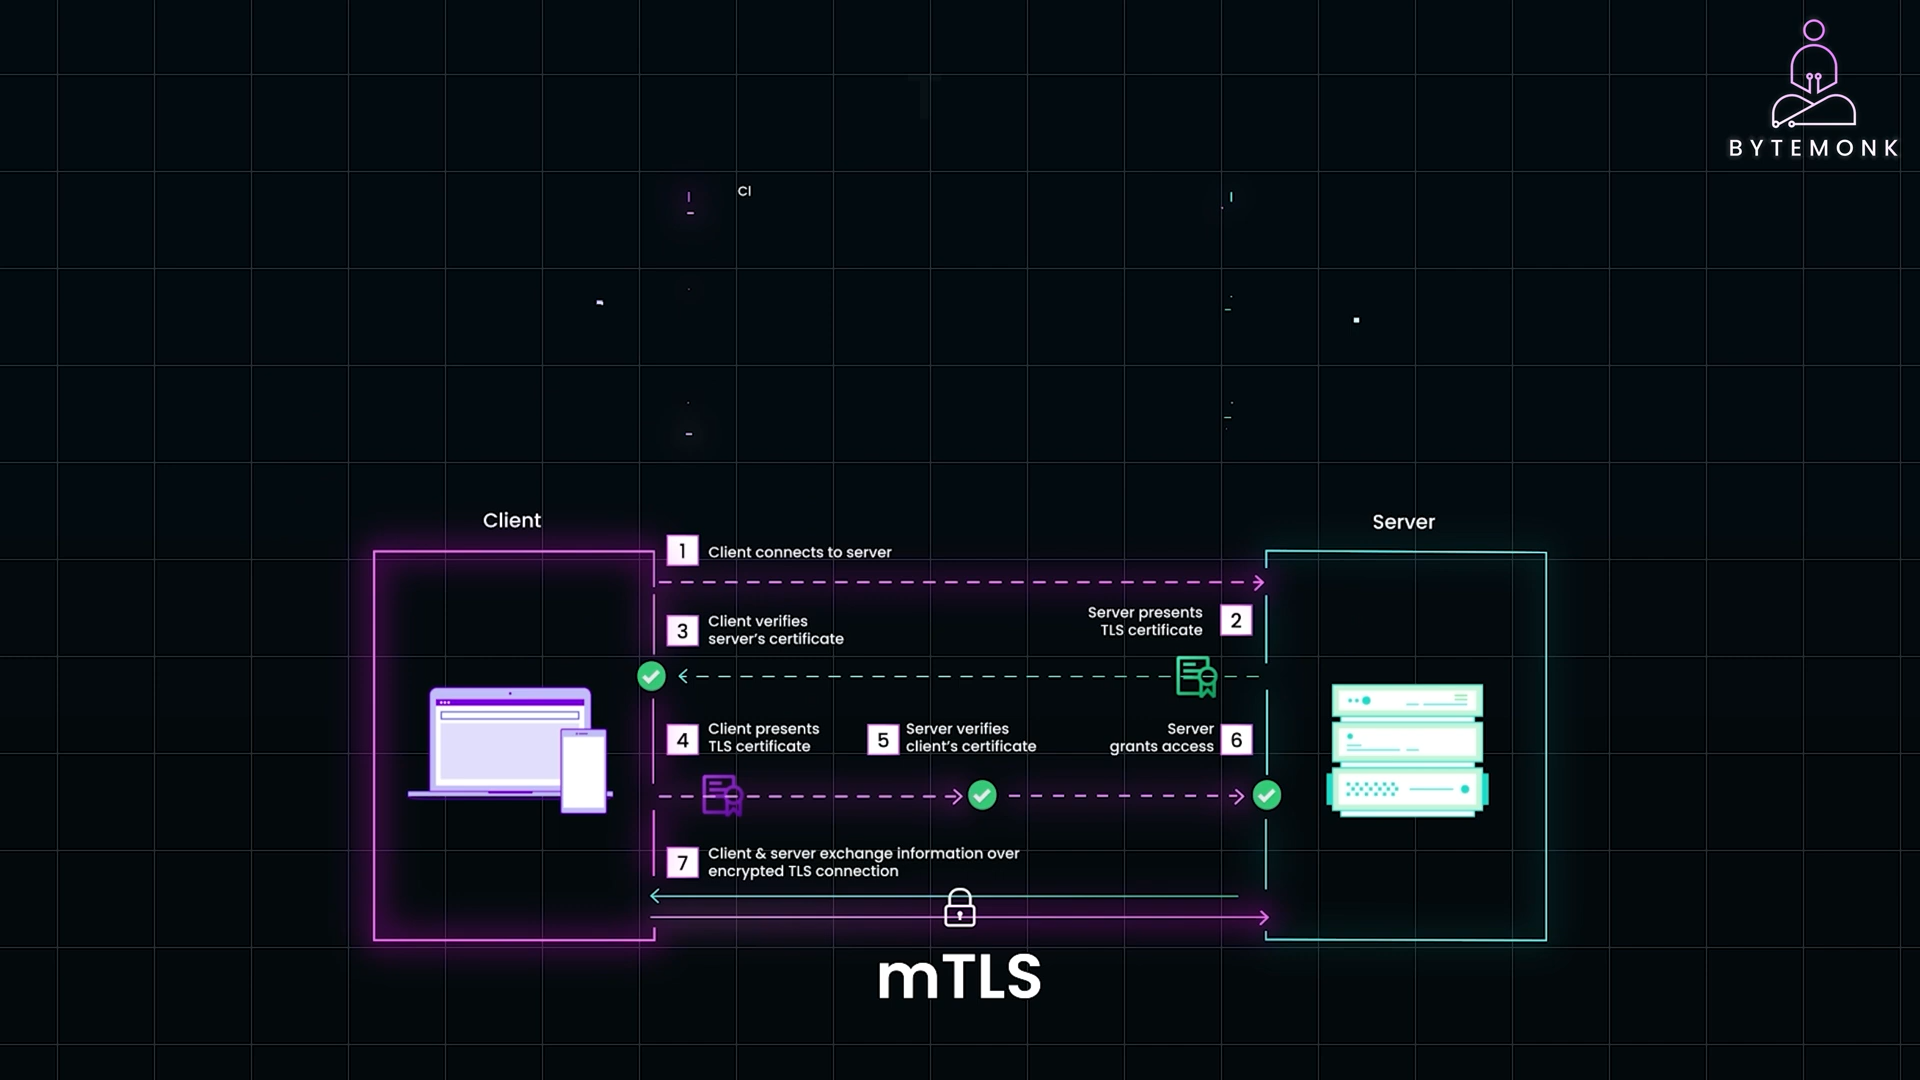 BYTEMONK
Cl
Client
Server
1
Client connects to server
3
Client verifies
server's certificate
Server presents
TLS certificate
2
4
Client presents
TLS certificate
5
Server verifies
client's certificate
Server
grants access
6
7
Client & server exchange information over
encrypted TLS connection
mTLS